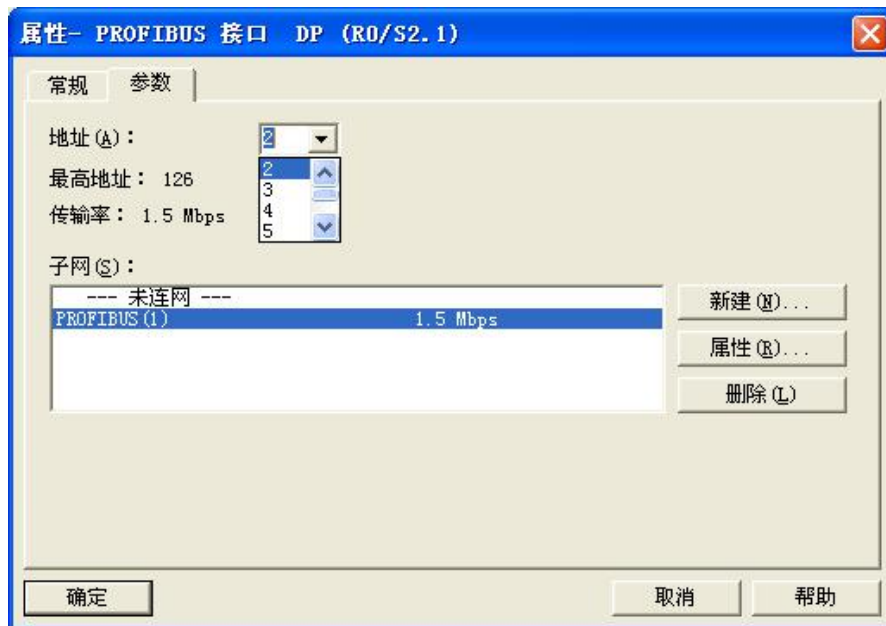 属性- PROFIBUS 接口  DP (R0/S2.1)
常规 参数
地址(A): 2
2
3
4
5
最高地址: 126
传输率: 1.5 Mbps
子网(S):
--- 未连网 ---
PROFIBUS(1) 1.5 Mbps
新建(N)...
属性(R)...
删除(L)
确定 取消 帮助